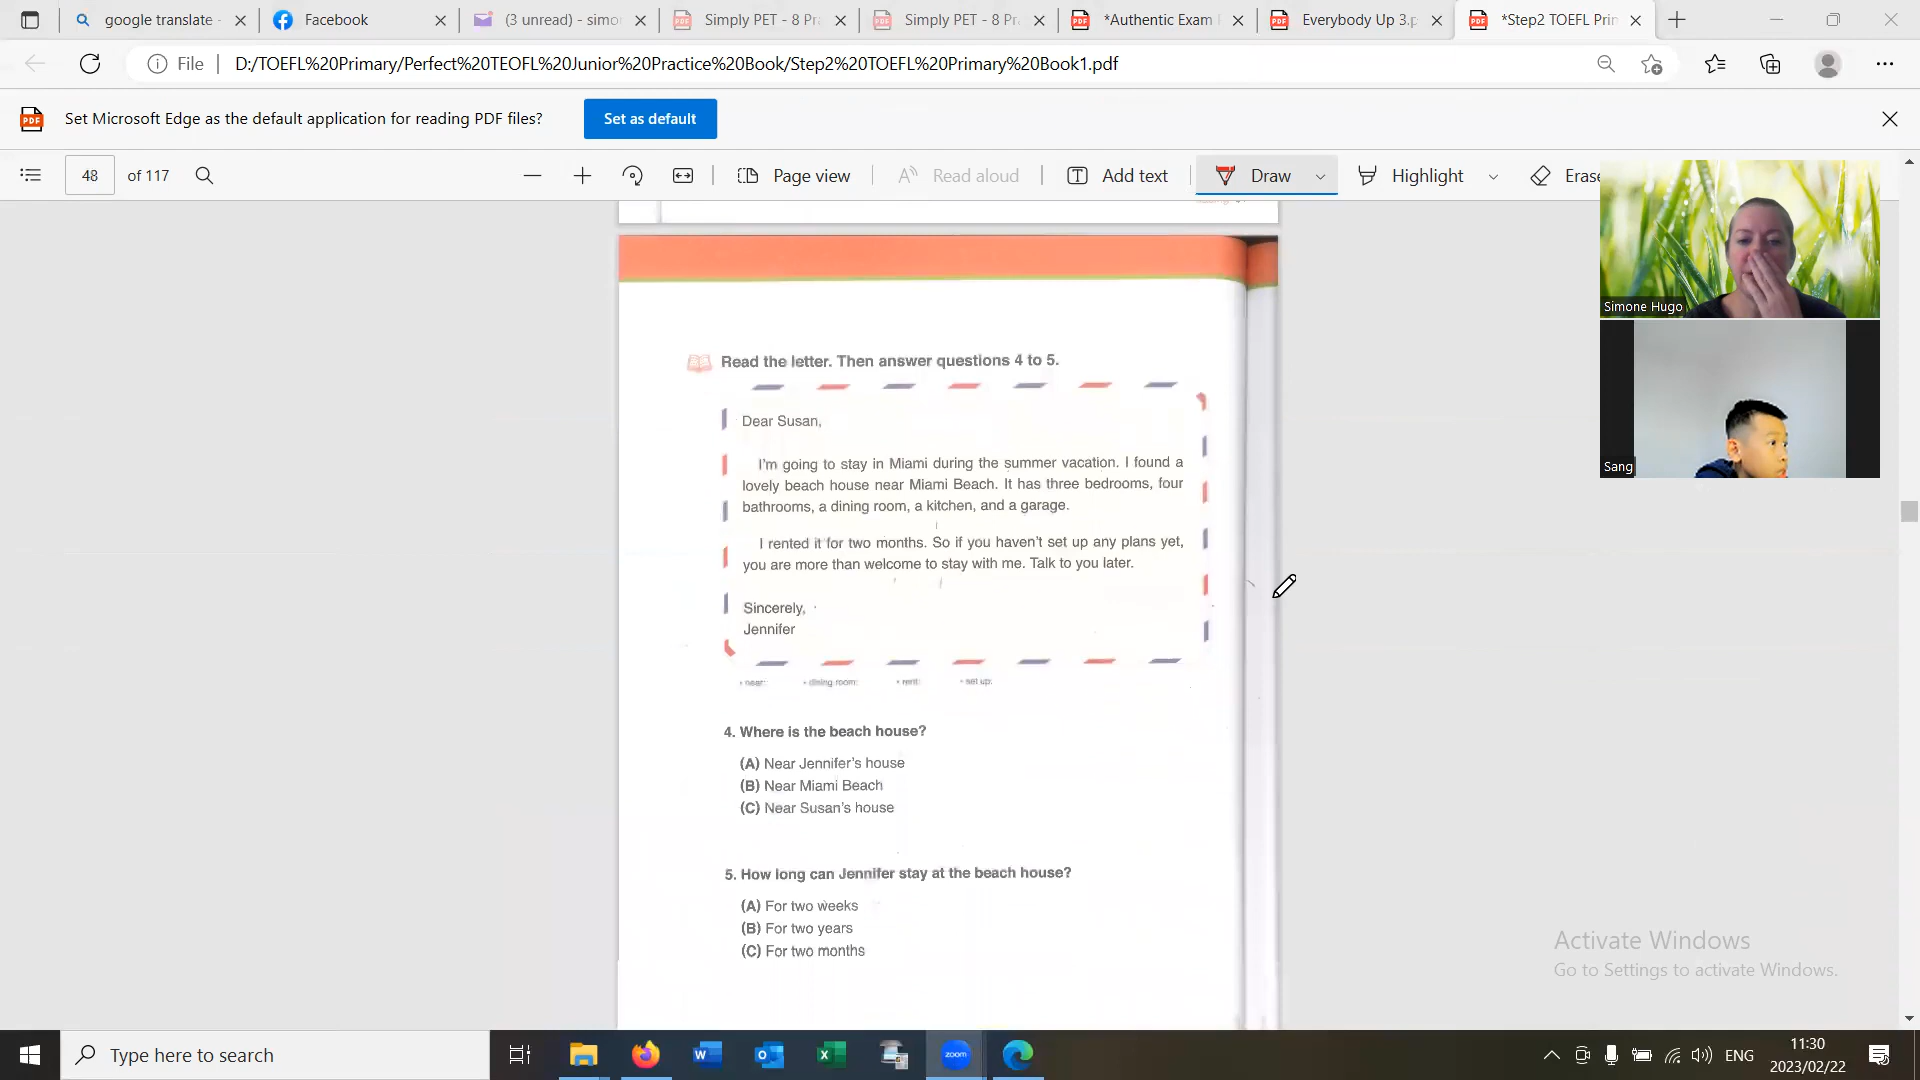 google translate -
Facebook
(3 unread) - simo
Simply PET - 8 Pr
Simply PET - 8 Pr
*Authentic Exam
Everybody Up 3.p
*Step2 TOEFL Prin
File
D:/TOEFL%20Primary/Perfect%20TEOFL%20Junior%20Practice%20Book/Step2%20TOEFL%20Primary%20Book1.pdf
Set Microsoft Edge as the default application for reading PDF files?
Set as default
48 of 117
Page view
Read aloud
Add text
Draw
Highlight
Erase
Simone Hugo
Sang
Read the letter. Then answer questions 4 to 5.
Dear Susan,
I'm going to stay in Miami during the summer vacation. I found a
lovely beach house near Miami Beach. It has three bedrooms, four
bathrooms, a dining room, a kitchen, and a garage.
I rented it for two months. So if you haven't set up any plans yet,
you are more than welcome to stay with me. Talk to you later.
Sincerely,
Jennifer
• near: • dining room: • rent: • set up:
4. Where is the beach house?
(A) Near Jennifer's house
(B) Near Miami Beach
(C) Near Susan's house
5. How long can Jennifer stay at the beach house?
(A) For two weeks
(B) For two years
(C) For two months
Activate Windows
Go to Settings to activate Windows.
Type here to search
zoom
ENG
11:30
2023/02/22